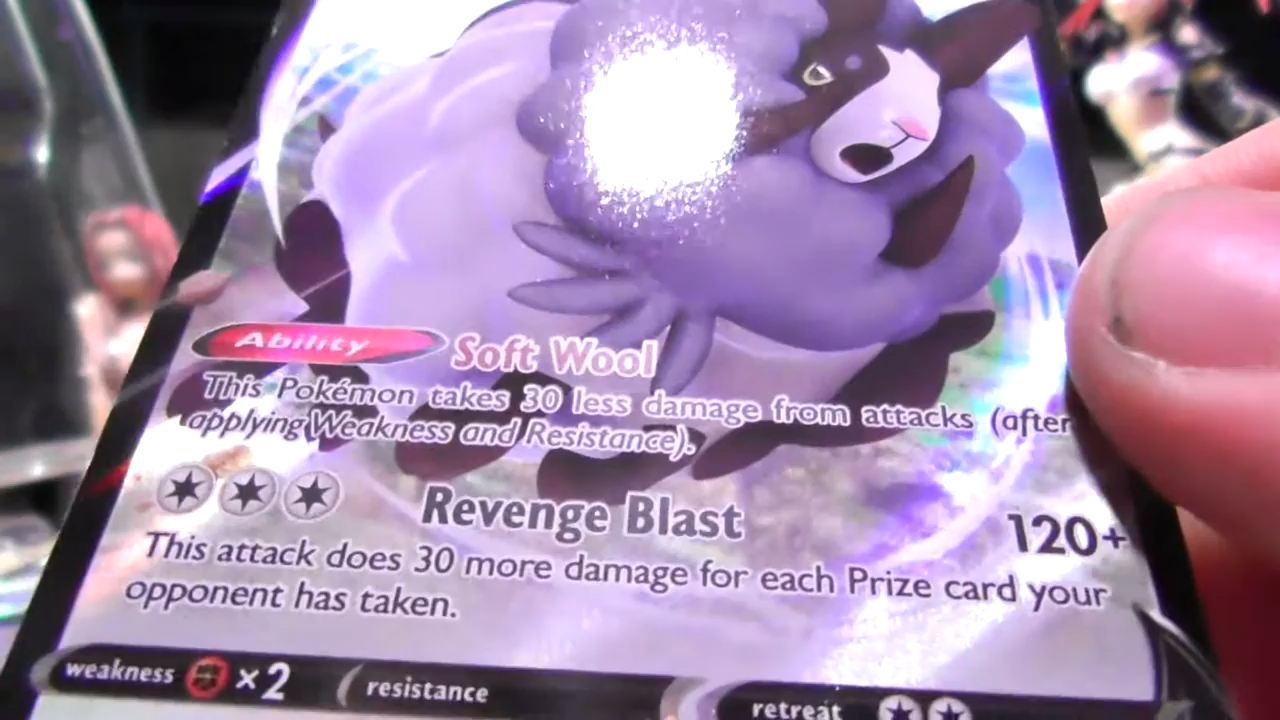 Ability Soft Wool
This Pokémon takes 30 less damage from attacks (after
applying Weakness and Resistance).
Revenge Blast 120+
This attack does 30 more damage for each Prize card your
opponent has taken.
weakness ×2 resistance retreat